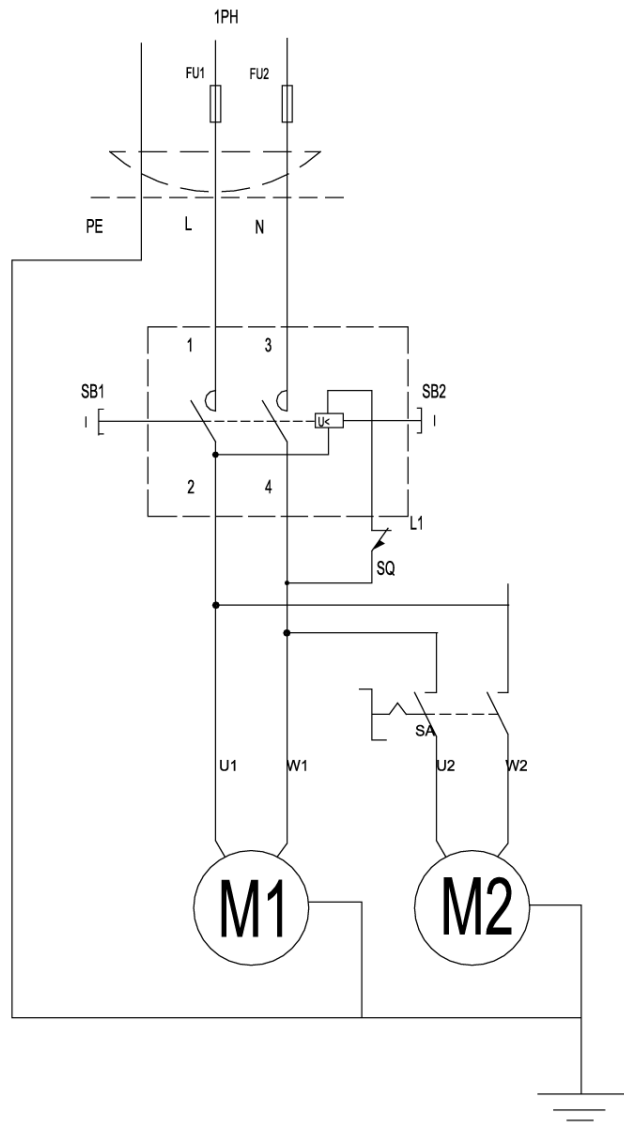 1PH
FU1 FU2
PE L N
1 3
SB1 SB2
I U< I
2 4
L1
SQ
SA
U1 W1 U2 W2
M1 M2